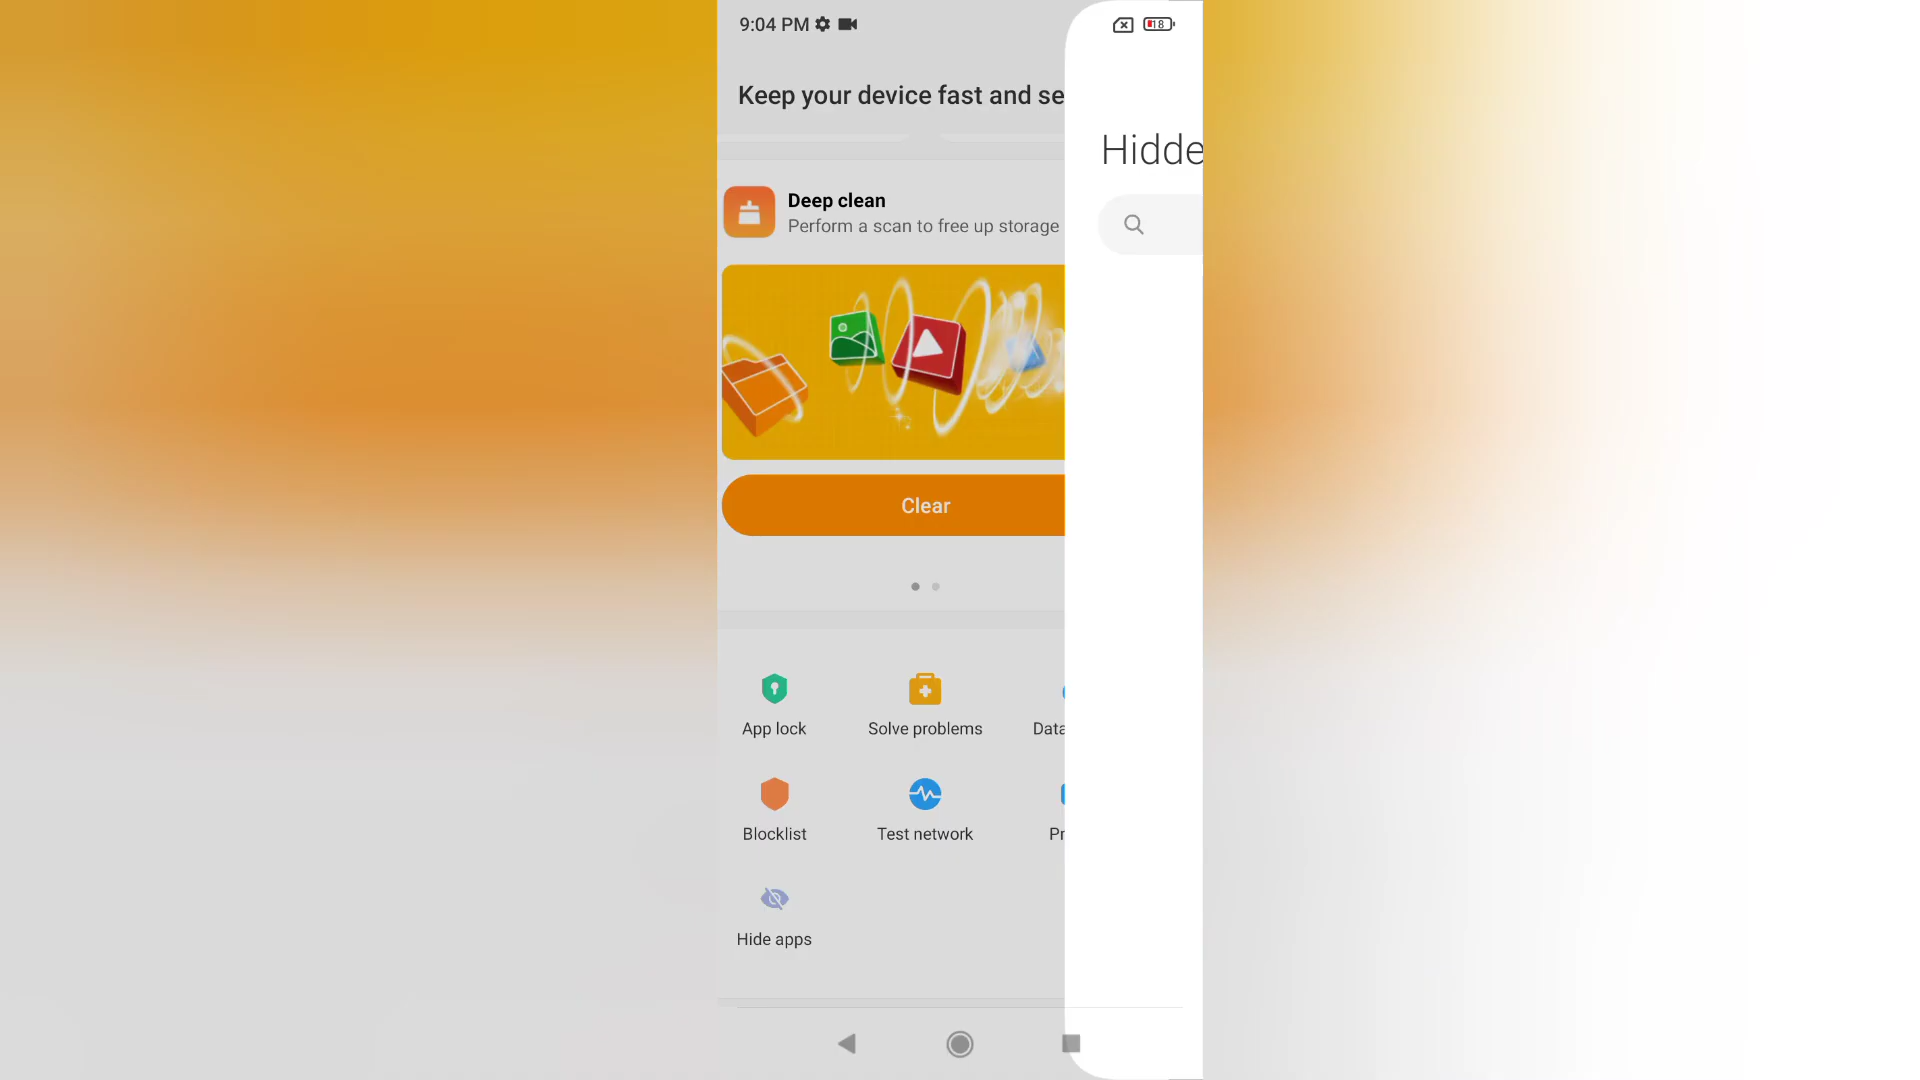 9:04 PM
18
Keep your device fast and se
Hidde
Deep clean
Perform a scan to free up storage
Clear
App lock
Solve problems
Data
Blocklist
Test network
Pr
Hide apps